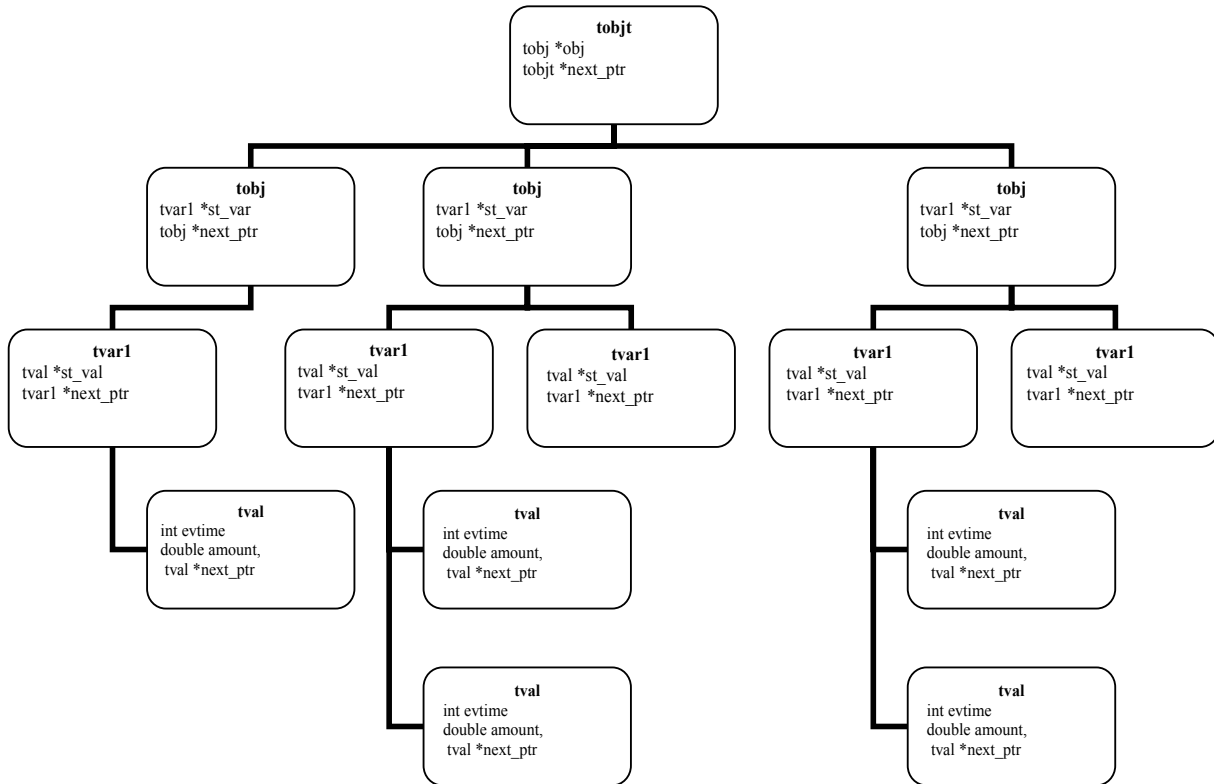 tobjt
tobj *obj
tobjt *next_ptr
tobj
tvar1 *st_var
tobj *next_ptr
tobj
tvar1 *st_var
tobj *next_ptr
tobj
tvar1 *st_var
tobj *next_ptr
tvar1
tval *st_val
tvar1 *next_ptr
tvar1
tval *st_val
tvar1 *next_ptr
tvar1
tval *st_val
tvar1 *next_ptr
tvar1
tval *st_val
tvar1 *next_ptr
tvar1
tval *st_val
tvar1 *next_ptr
tval
int evtime
double amount,
tval *next_ptr
tval
int evtime
double amount,
tval *next_ptr
tval
int evtime
double amount,
tval *next_ptr
tval
int evtime
double amount,
tval *next_ptr
tval
int evtime
double amount,
tval *next_ptr